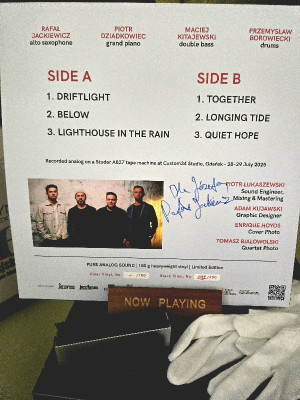 RAFAŁ
JACKIEWICZ
alto saxophone
PIOTR
DZIADKOWIEC
grand piano
MACIEJ
KITAJEWSKI
double bass
PRZEMYSŁAW
BOROWIECKI
drums
SIDE A
1. DRIFTLIGHT
2. BELOW
3. LIGHTHOUSE IN THE RAIN
SIDE B
1. TOGETHER
2. LONGING TIDE
3. QUIET HOPE
Recorded analog on a Studer A827 tape machine at Custom34 Studio, Gdańsk - 28-29 July 2025
Dla
PIOTR ŁUKASZEWSKI
Sound Engineer,
Mixing & Mastering
ADAM KUJAWSKI
Graphic Designer
ENRIQUE HOYOS
Cover Photo
TOMASZ BIAŁOWOLSKI
Quartet Photo
PURE ANALOG SOUND | 180 g heavyweight vinyl | Limited Edition
NOW PLAYING